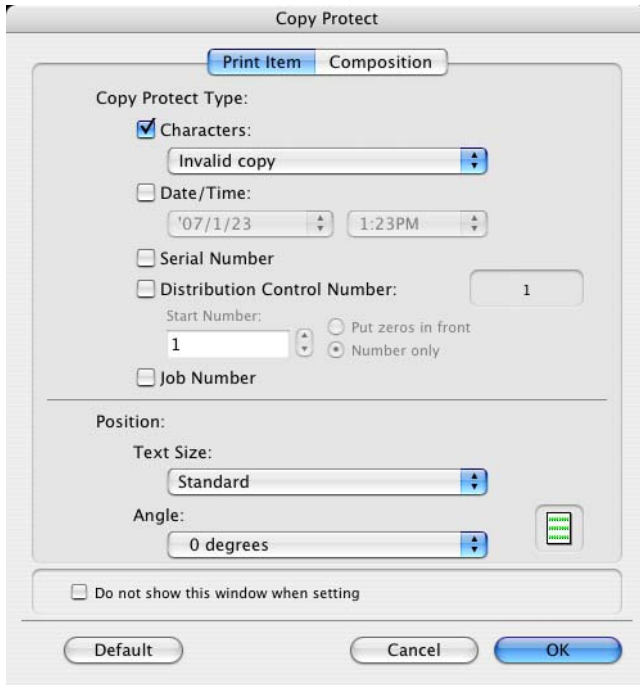 Copy Protect
Print Item Composition
Copy Protect Type:
Characters:
Invalid copy
Date/Time:
'07/1/23 1:23PM
Serial Number
Distribution Control Number: 1
Start Number:
1 Put zeros in front
Number only
Job Number
Position:
Text Size:
Standard
Angle:
0 degrees
Do not show this window when setting
Default Cancel OK